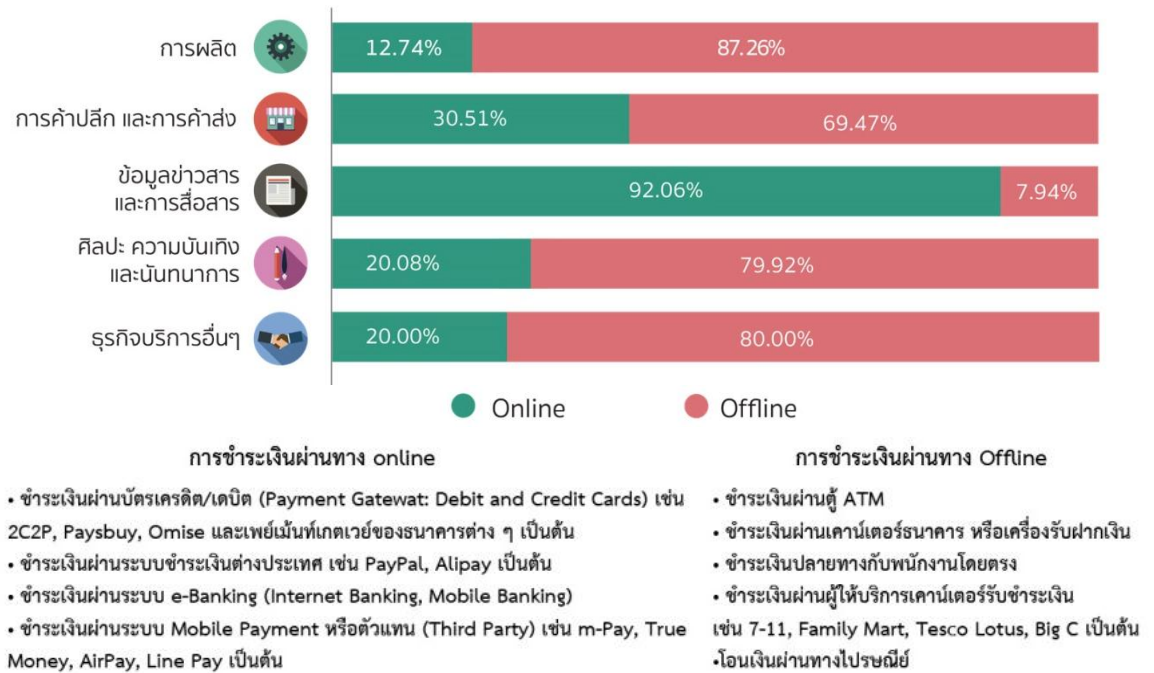 การผลิต
12.74%
87.26%
การค้าปลีก และการค้าส่ง
30.51%
69.47%
ข้อมูลข่าวสาร
และการสื่อสาร
92.06%
7.94%
ศิลปะ ความบันเทิง
และนันทนาการ
20.08%
79.92%
ธุรกิจบริการอื่นๆ
20.00%
80.00%
Online
Offline
การชำระเงินผ่านทาง online
• ชำระเงินผ่านบัตรเครดิต/เดบิต (Payment Gatewat: Debit and Credit Cards) เช่น
2C2P, Paysbuy, Omise และเพย์เม้นท์เกตเวย์ของธนาคารต่าง ๆ เป็นต้น
• ชำระเงินผ่านระบบชำระเงินต่างประเทศ เช่น PayPal, Alipay เป็นต้น
• ชำระเงินผ่านระบบ e-Banking (Internet Banking, Mobile Banking)
• ชำระเงินผ่านระบบ Mobile Payment หรือตัวแทน (Third Party) เช่น m-Pay, True
Money, AirPay, Line Pay เป็นต้น
การชำระเงินผ่านทาง Offline
• ชำระเงินผ่านตู้ ATM
• ชำระเงินผ่านเคาน์เตอร์ธนาคาร หรือเครื่องรับฝากเงิน
• ชำระเงินปลายทางกับพนักงานโดยตรง
• ชำระเงินผ่านผู้ให้บริการเคาน์เตอร์รับชำระเงิน
เช่น 7-11, Family Mart, Tesco Lotus, Big C เป็นต้น
•โอนเงินผ่านทางไปรษณีย์